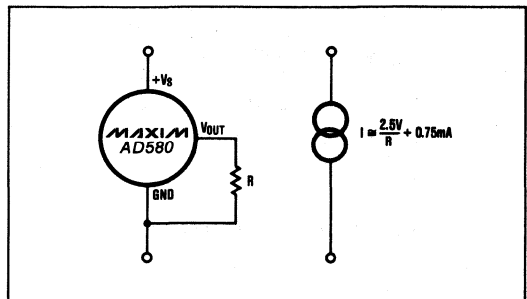 +VS
MAXIM
AD580
VOUT
GND
R
I ≅ 2.5V/R + 0.75mA